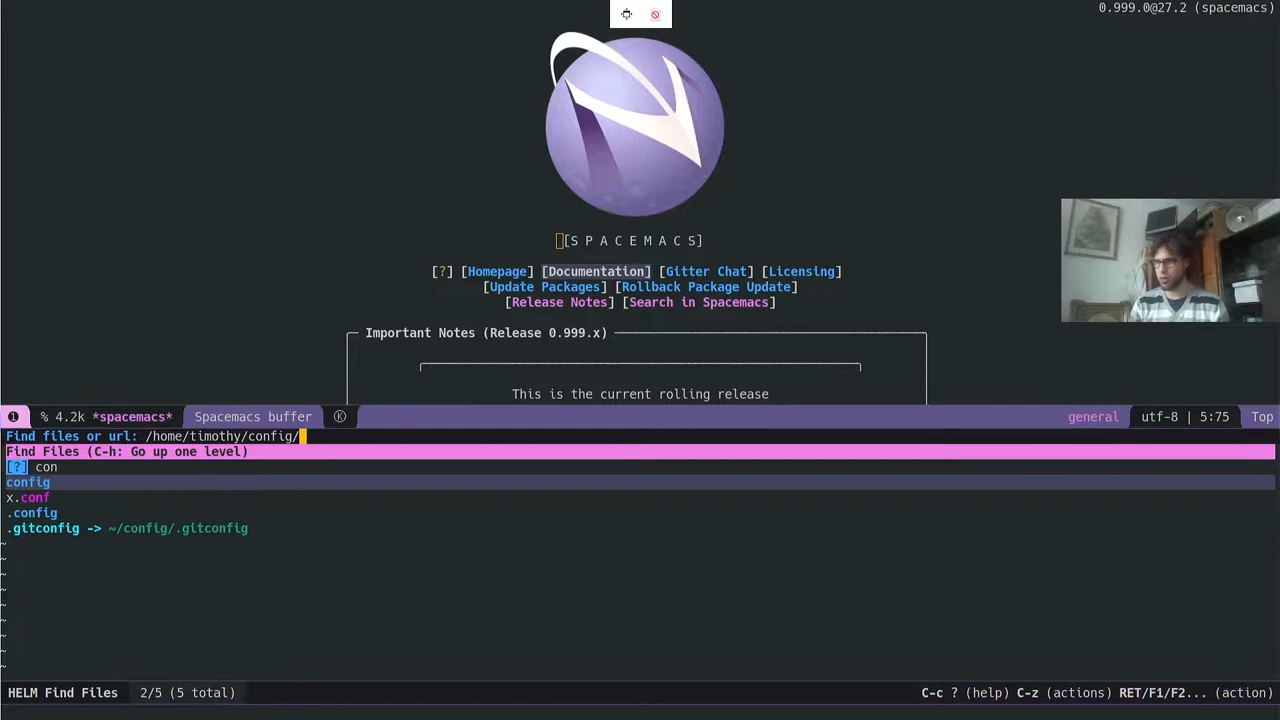 0.999.0@27.2 (spacemacs)
[S P A C E M A C S]
[?] [Homepage] [Documentation] [Gitter Chat] [Licensing]
[Update Packages] [Rollback Package Update]
[Release Notes] [Search in Spacemacs]
Important Notes (Release 0.999.x)
This is the current rolling release
❶ % 4.2k *spacemacs* Spacemacs buffer Ⓚ general utf-8 | 5:75 Top
Find files or url: /home/timothy/config/
Find Files (C-h: Go up one level)
[?] con
config
x.conf
.config
.gitconfig -> ~/config/.gitconfig
~
~
~
~
~
~
~
~
~
HELM Find Files 2/5 (5 total) C-c ? (help) C-z (actions) RET/F1/F2... (action)